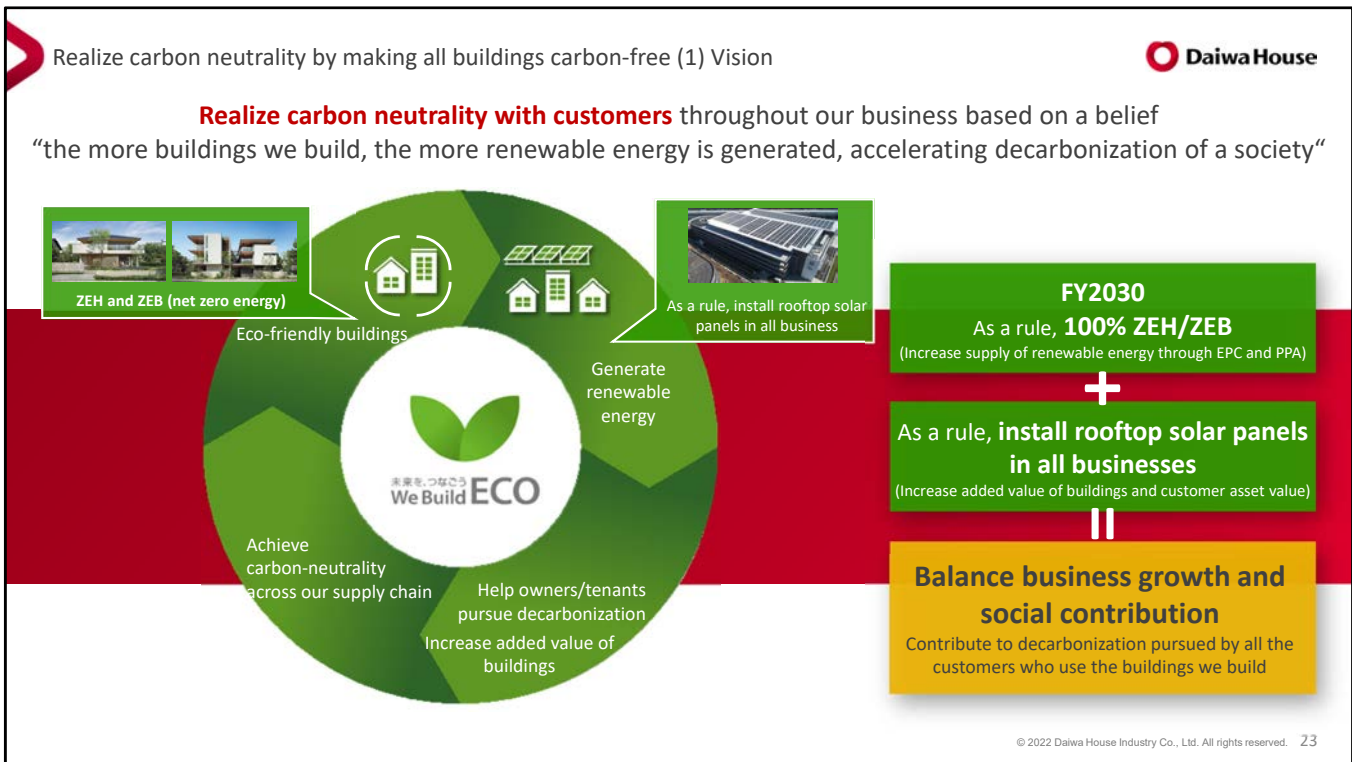 Realize carbon neutrality by making all buildings carbon-free (1) Vision
Daiwa House
Realize carbon neutrality with customers throughout our business based on a belief
“the more buildings we build, the more renewable energy is generated, accelerating decarbonization of a society“
ZEH and ZEB (net zero energy)
Eco-friendly buildings
As a rule, install rooftop solar
panels in all business
Generate
renewable
energy
未来を、つなごう
We Build ECO
Achieve
carbon-neutrality
across our supply chain
Help owners/tenants
pursue decarbonization
Increase added value of
buildings
FY2030
As a rule, 100% ZEH/ZEB
(Increase supply of renewable energy through EPC and PPA)
+
As a rule, install rooftop solar panels
in all businesses
(Increase added value of buildings and customer asset value)
Balance business growth and
social contribution
Contribute to decarbonization pursued by all the
customers who use the buildings we build
© 2022 Daiwa House Industry Co., Ltd. All rights reserved. 23